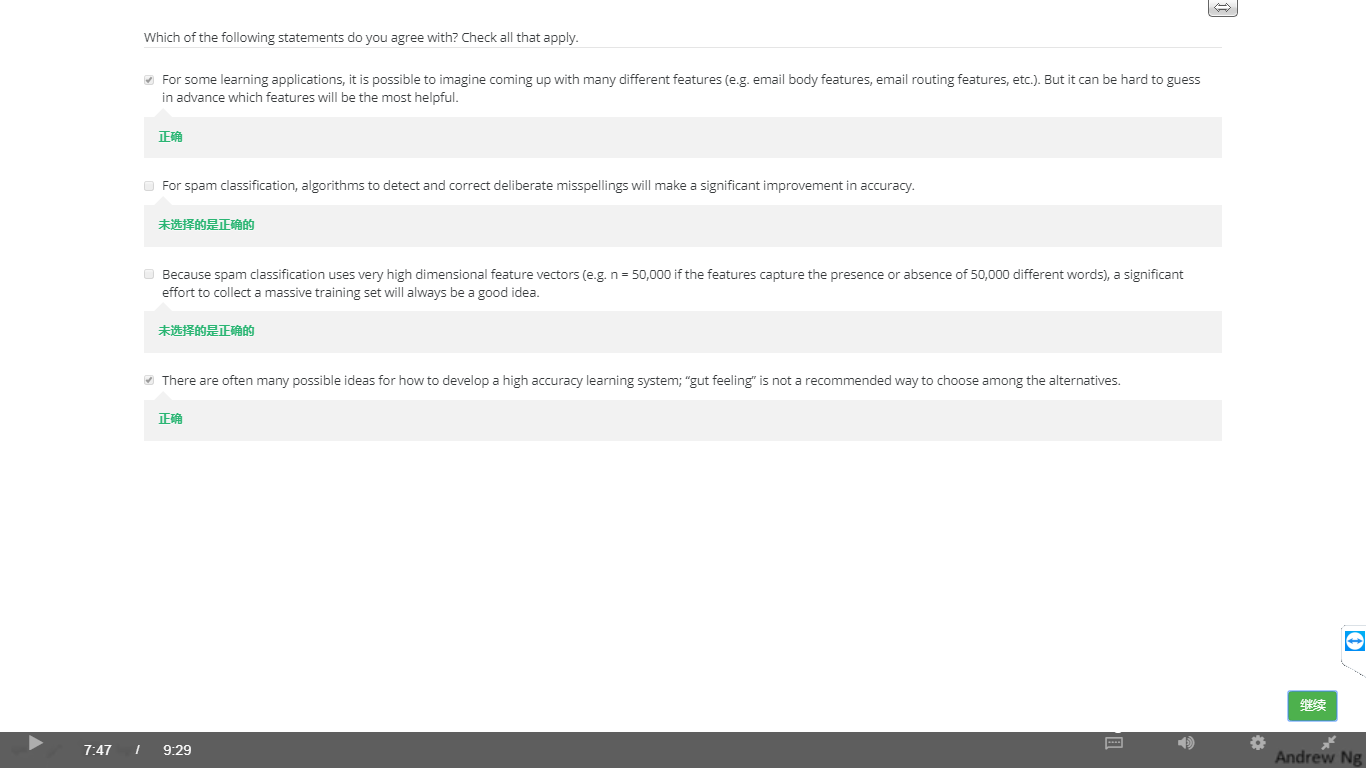 Which of the following statements do you agree with? Check all that apply.
For some learning applications, it is possible to imagine coming up with many different features (e.g. email body features, email routing features, etc.). But it can be hard to guess
in advance which features will be the most helpful.
正确
For spam classification, algorithms to detect and correct deliberate misspellings will make a significant improvement in accuracy.
未选择的是正确的
Because spam classification uses very high dimensional feature vectors (e.g. n = 50,000 if the features capture the presence or absence of 50,000 different words), a significant
effort to collect a massive training set will always be a good idea.
未选择的是正确的
There are often many possible ideas for how to develop a high accuracy learning system; “gut feeling” is not a recommended way to choose among the alternatives.
正确
继续
7:47 / 9:29
Andrew Ng